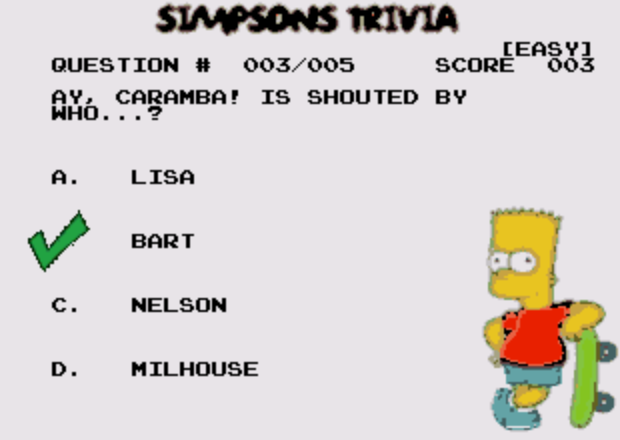 SIMPSONS TRIVIA
[EASY]
QUESTION # 003/005 SCORE 003
AY, CARAMBA! IS SHOUTED BY
WHO...?
A. LISA
BART
C. NELSON
D. MILHOUSE